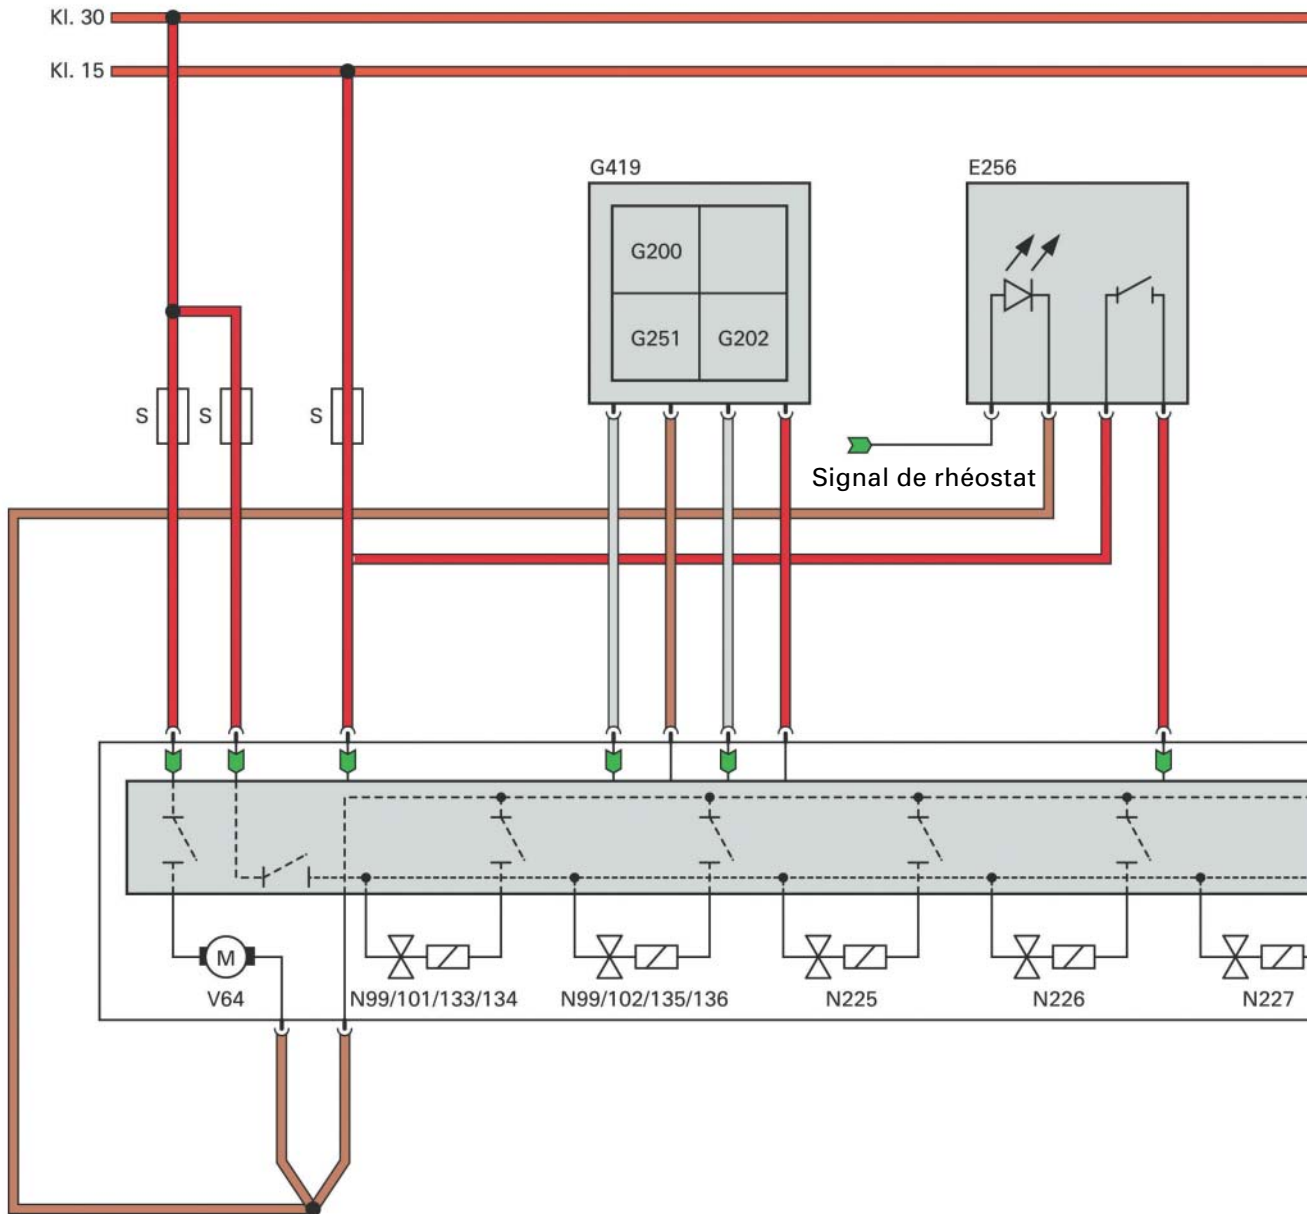 Kl. 30
Kl. 15
G419
E256
G200
G251
G202
S
S
S
Signal de rhéostat
M
V64
N99/101/133/134
N99/102/135/136
N225
N226
N227